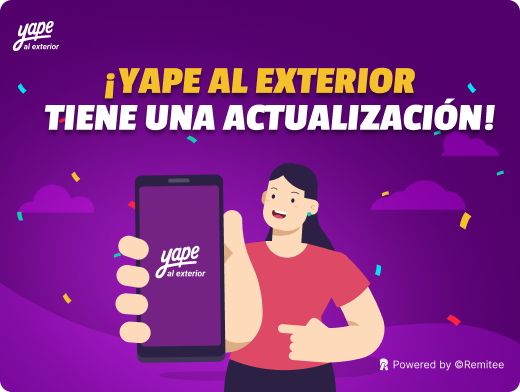 yape
al exterior
¡YAPE AL EXTERIOR
TIENE UNA ACTUALIZACIÓN!
yape
al exterior
Powered by ©Remitee